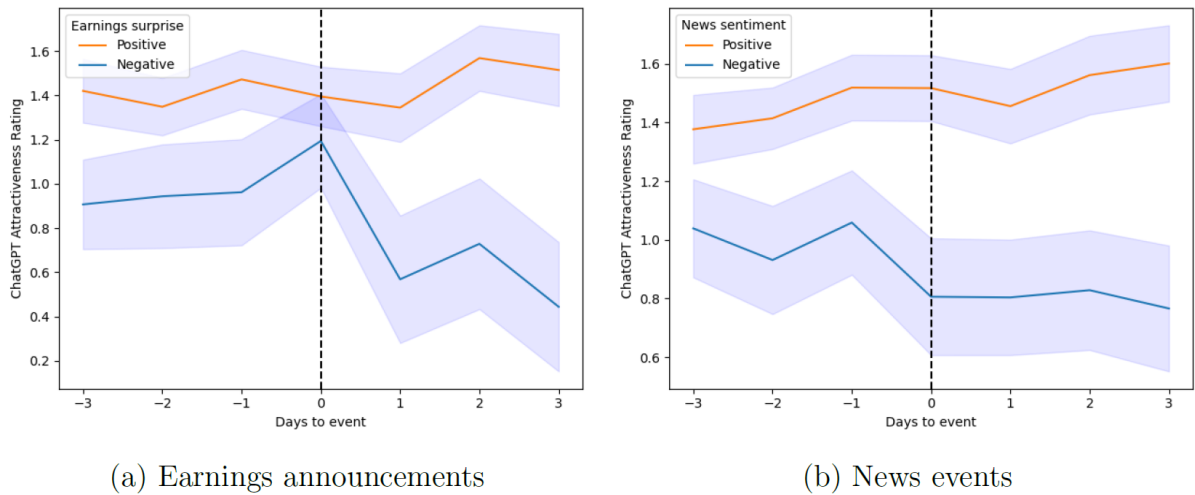 Earnings surprise
Positive
Negative
1.6
1.4
1.2
1.0
0.8
0.6
0.4
0.2
ChatGPT Attractiveness Rating
−3
−2
−1
0
1
2
3
Days to event
(a) Earnings announcements
News sentiment
Positive
Negative
1.6
1.4
1.2
1.0
0.8
0.6
ChatGPT Attractiveness Rating
−3
−2
−1
0
1
2
3
Days to event
(b) News events